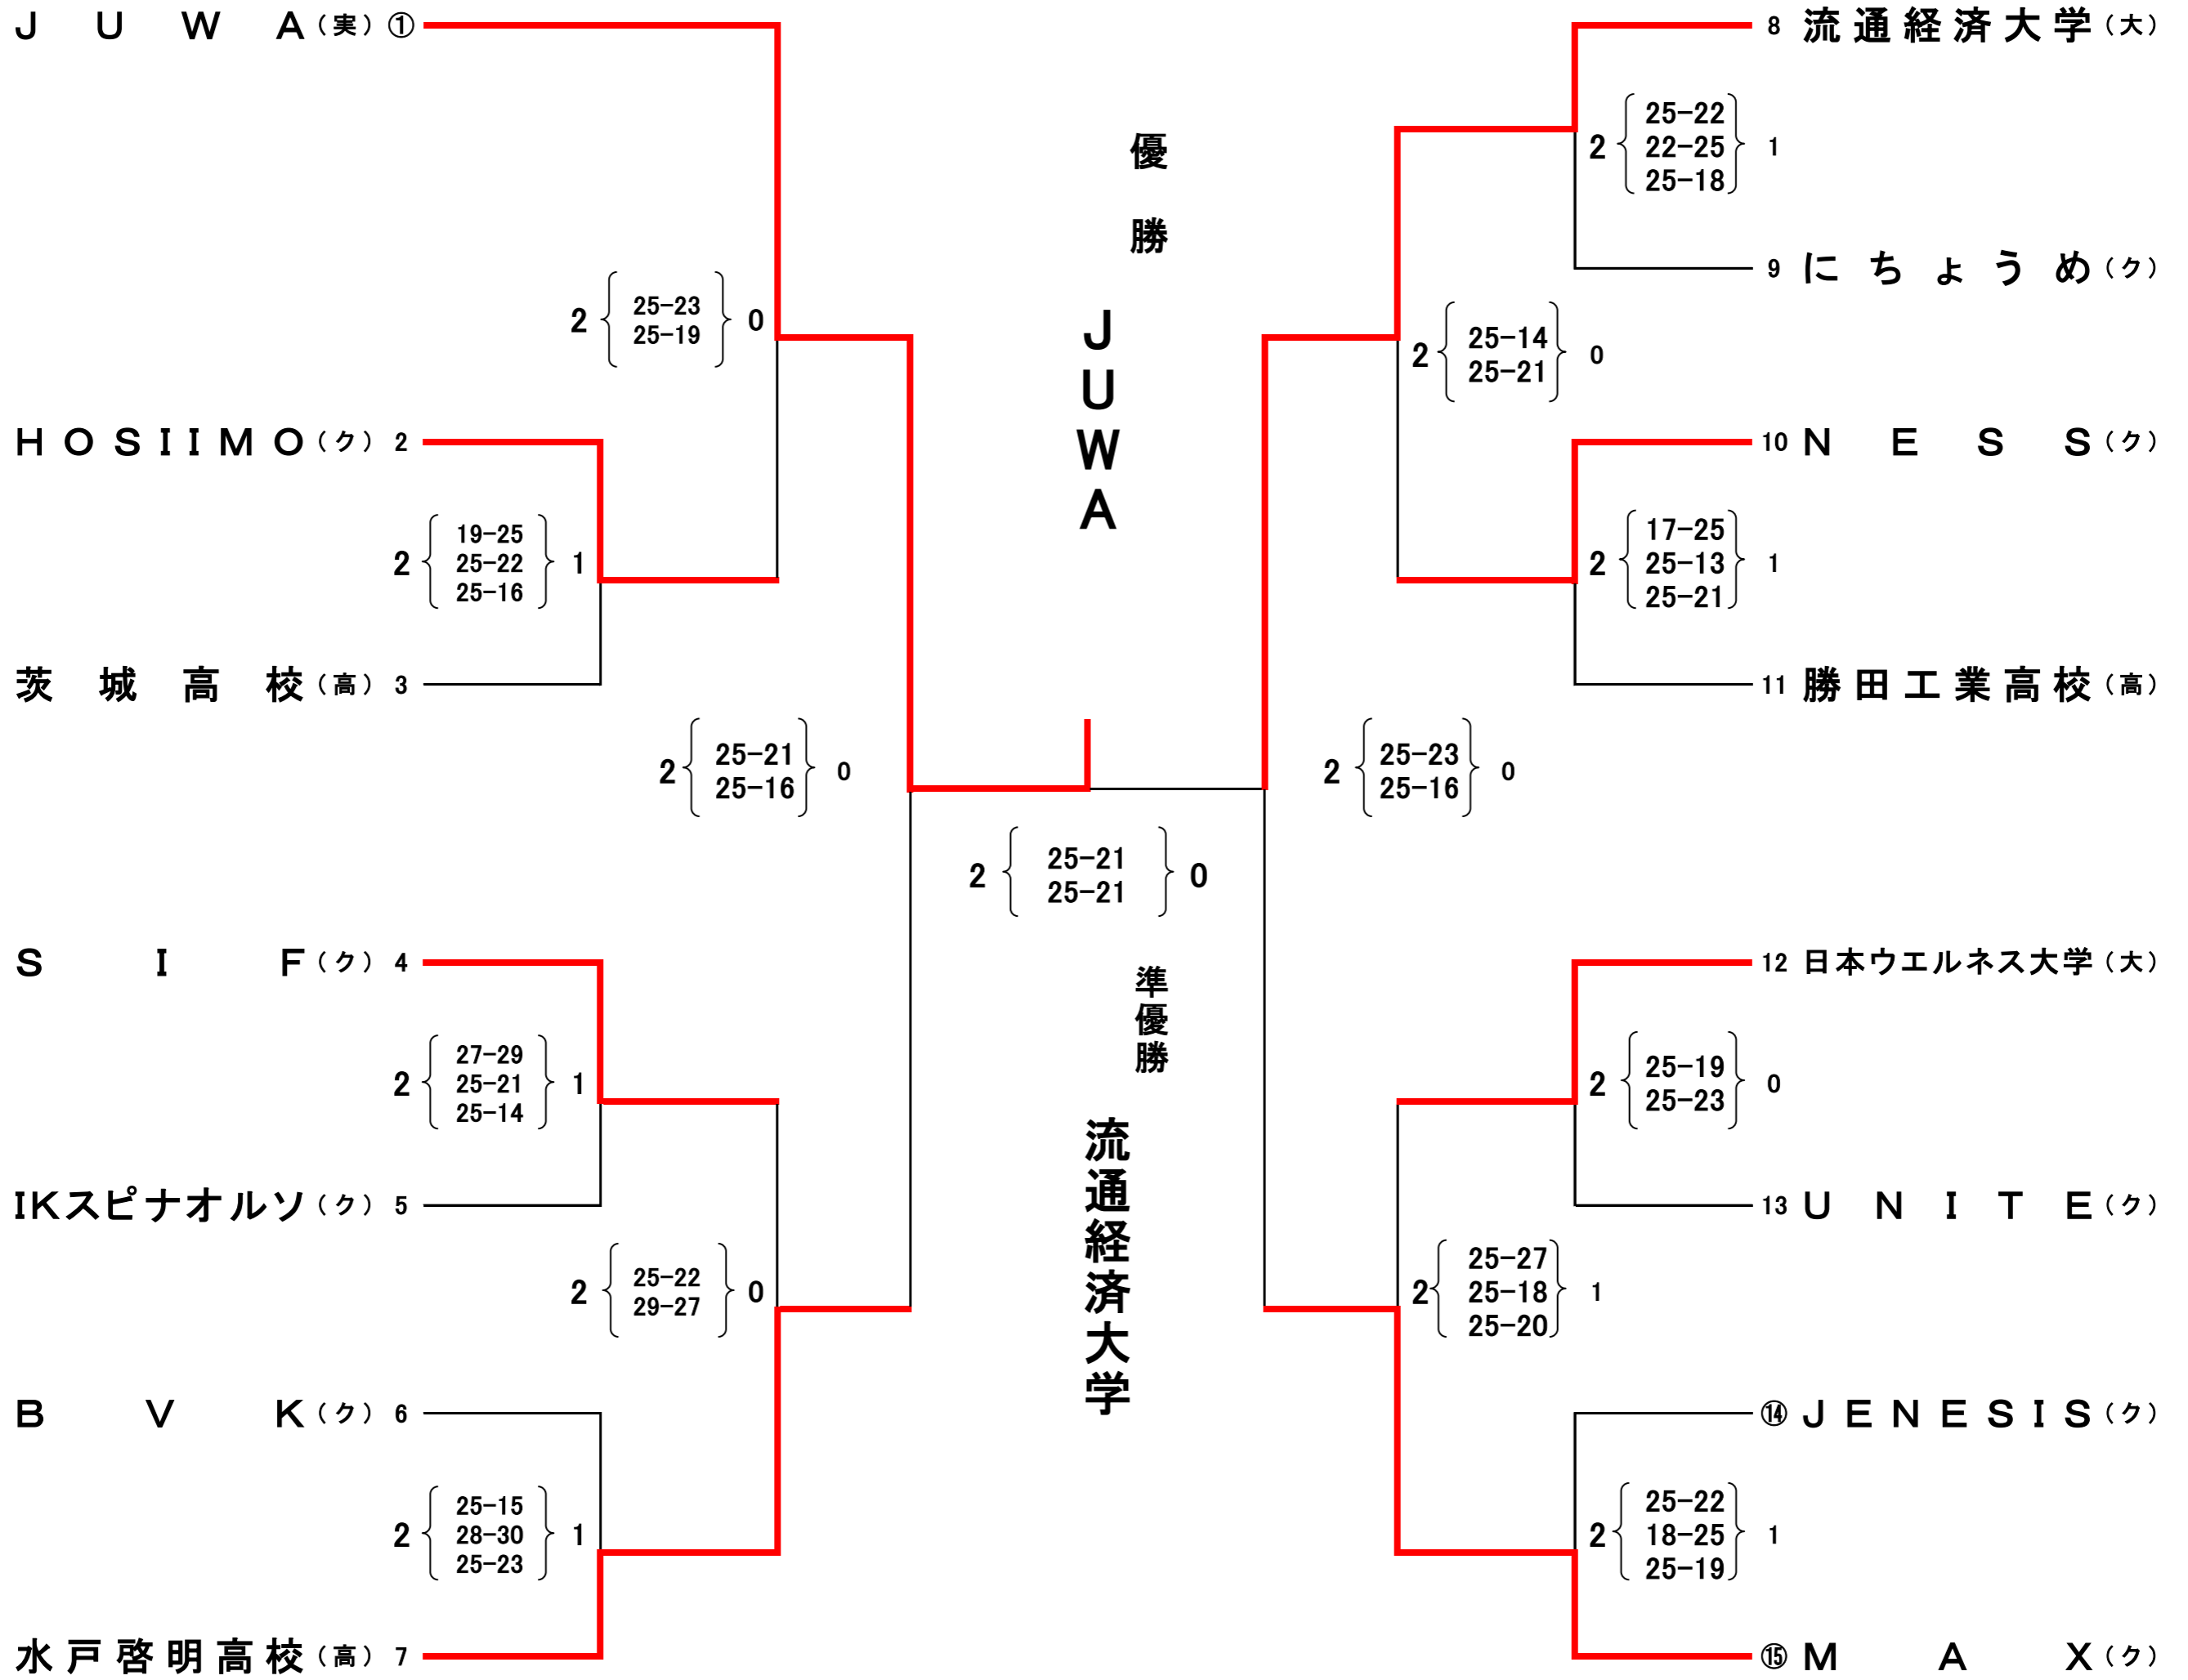 JUWA（実）①
2 25-23 0
25-19
HOSIIMO（ク）2
2 19-25 1
25-22
25-16
茨城高校（高）3
2 25-21 0
25-16
SIF（ク）4
2 27-29 1
25-21
25-14
IKスピナオルソ（ク）5
2 25-22 0
29-27
BVK（ク）6
2 25-15 1
28-30
25-23
水戸啓明高校（高）7
優勝
JUWA
2 25-21 0
25-21
準優勝
流通経済大学
8 流通経済大学（大）
2 25-22 1
22-25
25-18
9 にちょうめ（ク）
2 25-14 0
25-21
10 NESS（ク）
2 17-25 1
25-13
25-21
11 勝田工業高校（高）
2 25-23 0
25-16
12 日本ウエルネス大学（大）
2 25-19 0
25-23
13 UNITE（ク）
2 25-27 1
25-18
25-20
⑭ JENESIS（ク）
2 25-22 1
18-25
25-19
⑮ MAX（ク）